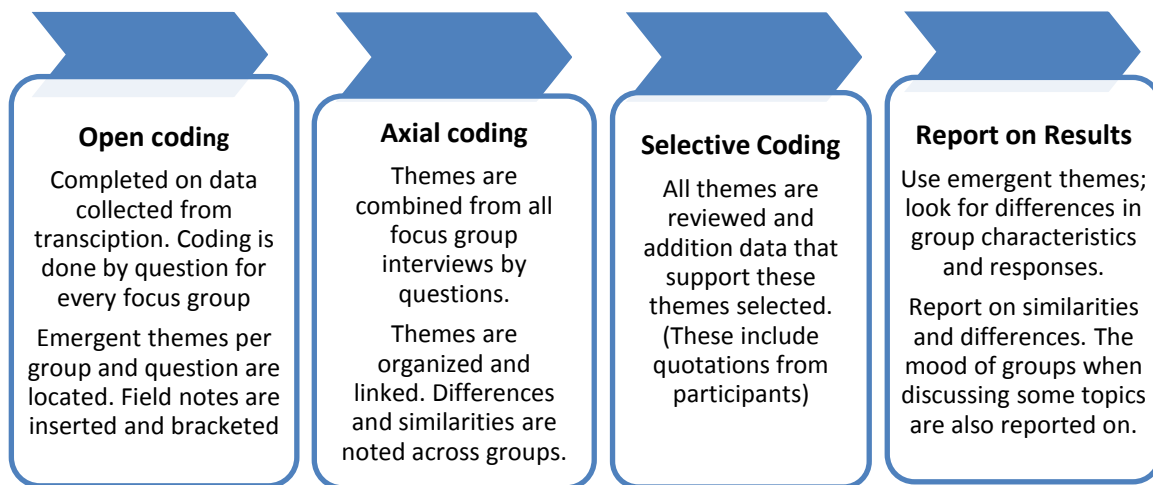 Open coding
Completed on data
collected from
transciption. Coding is
done by question for
every focus group
Emergent themes per
group and question are
located. Field notes are
inserted and bracketed
Axial coding
Themes are
combined from all
focus group
interviews by
questions.
Themes are
organized and
linked. Differences
and similarities are
noted across groups.
Selective Coding
All themes are
reviewed and
addition data that
support these
themes selected.
(These include
quotations from
participants)
Report on Results
Use emergent themes;
look for differences in
group characteristics
and responses.
Report on similarities
and differences. The
mood of groups when
discussing some topics
are also reported on.